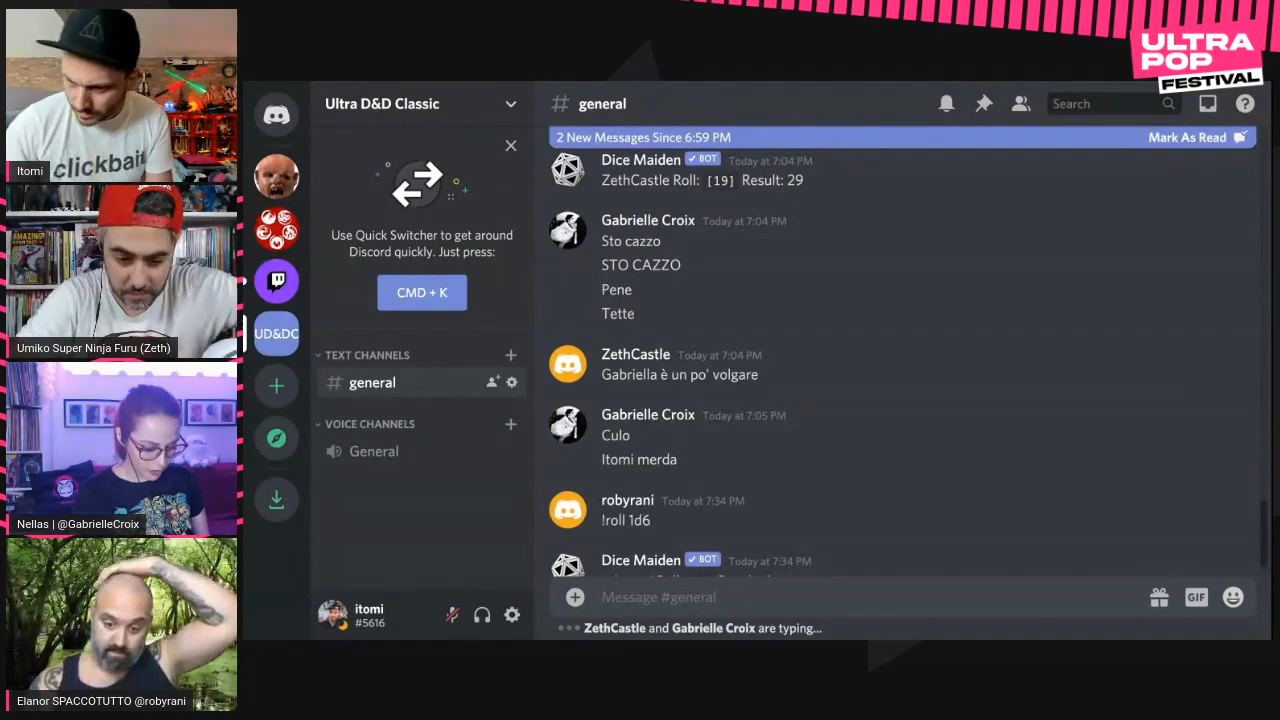 clickbait
Itomi
AMAZING
Umiko Super Ninja Furu (Zeth)
Nellas | @GabrielleCroix
Elanor SPACCOTUTTO @robyrani
ULTRA
POP
FESTIVAL
UD&DC
Ultra D&D Classic
Use Quick Switcher to get around
Discord quickly. Just press:
CMD + K
TEXT CHANNELS
# general
VOICE CHANNELS
General
itomi
#5616
# general
Search
2 New Messages Since 6:59 PM
Mark As Read
Dice Maiden BOT Today at 7:04 PM
ZethCastle Roll: [19] Result: 29
Gabrielle Croix Today at 7:04 PM
Sto cazzo
STO CAZZO
Pene
Tette
ZethCastle Today at 7:04 PM
Gabriella è un po' volgare
Gabrielle Croix Today at 7:05 PM
Culo
Itomi merda
robyrani Today at 7:34 PM
!roll 1d6
Dice Maiden BOT Today at 7:34 PM
Message #general
GIF
ZethCastle and Gabrielle Croix are typing...